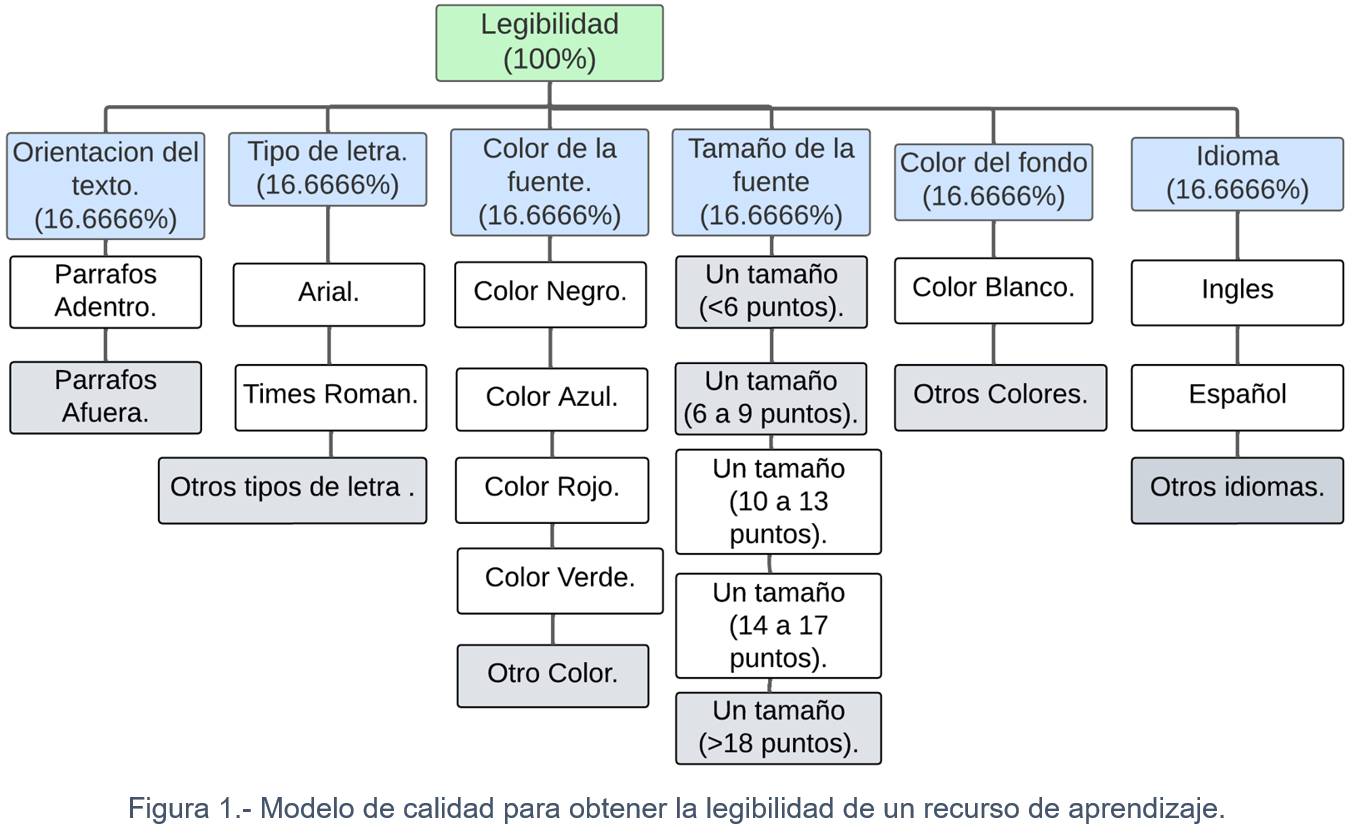 Legibilidad
(100%)
Orientacion del
texto.
(16.6666%)
Parrafos
Adentro.
Parrafos
Afuera.
Tipo de letra.
(16.6666%)
Arial.
Times Roman.
Otros tipos de letra .
Color de la
fuente.
(16.6666%)
Color Negro.
Color Azul.
Color Rojo.
Color Verde.
Otro Color.
Tamaño de la
fuente
(16.6666%)
Un tamaño
(<6 puntos).
Un tamaño
(6 a 9 puntos).
Un tamaño
(10 a 13
puntos).
Un tamaño
(14 a 17
puntos).
Un tamaño
(>18 puntos).
Color del fondo
(16.6666%)
Color Blanco.
Otros Colores.
Idioma
(16.6666%)
Ingles
Español
Otros idiomas.
Figura 1.- Modelo de calidad para obtener la legibilidad de un recurso de aprendizaje.